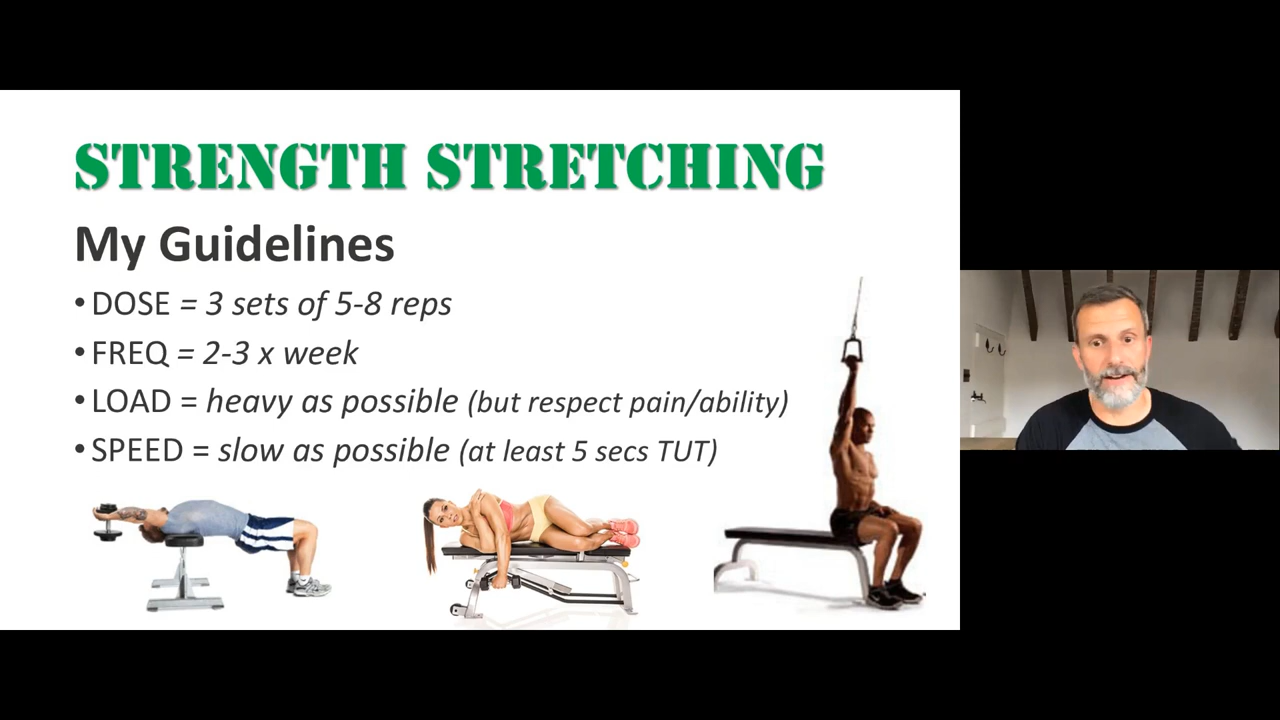 STRENGTH STRETCHING
My Guidelines
• DOSE = 3 sets of 5-8 reps
• FREQ = 2-3 x week
• LOAD = heavy as possible (but respect pain/ability)
• SPEED = slow as possible (at least 5 secs TUT)